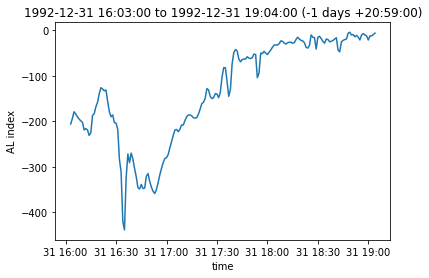 1992-12-31 16:03:00 to 1992-12-31 19:04:00 (-1 days +20:59:00)
0
−100
−200
−300
−400
AL index
31 16:00 31 16:30 31 17:00 31 17:30 31 18:00 31 18:30 31 19:00
time